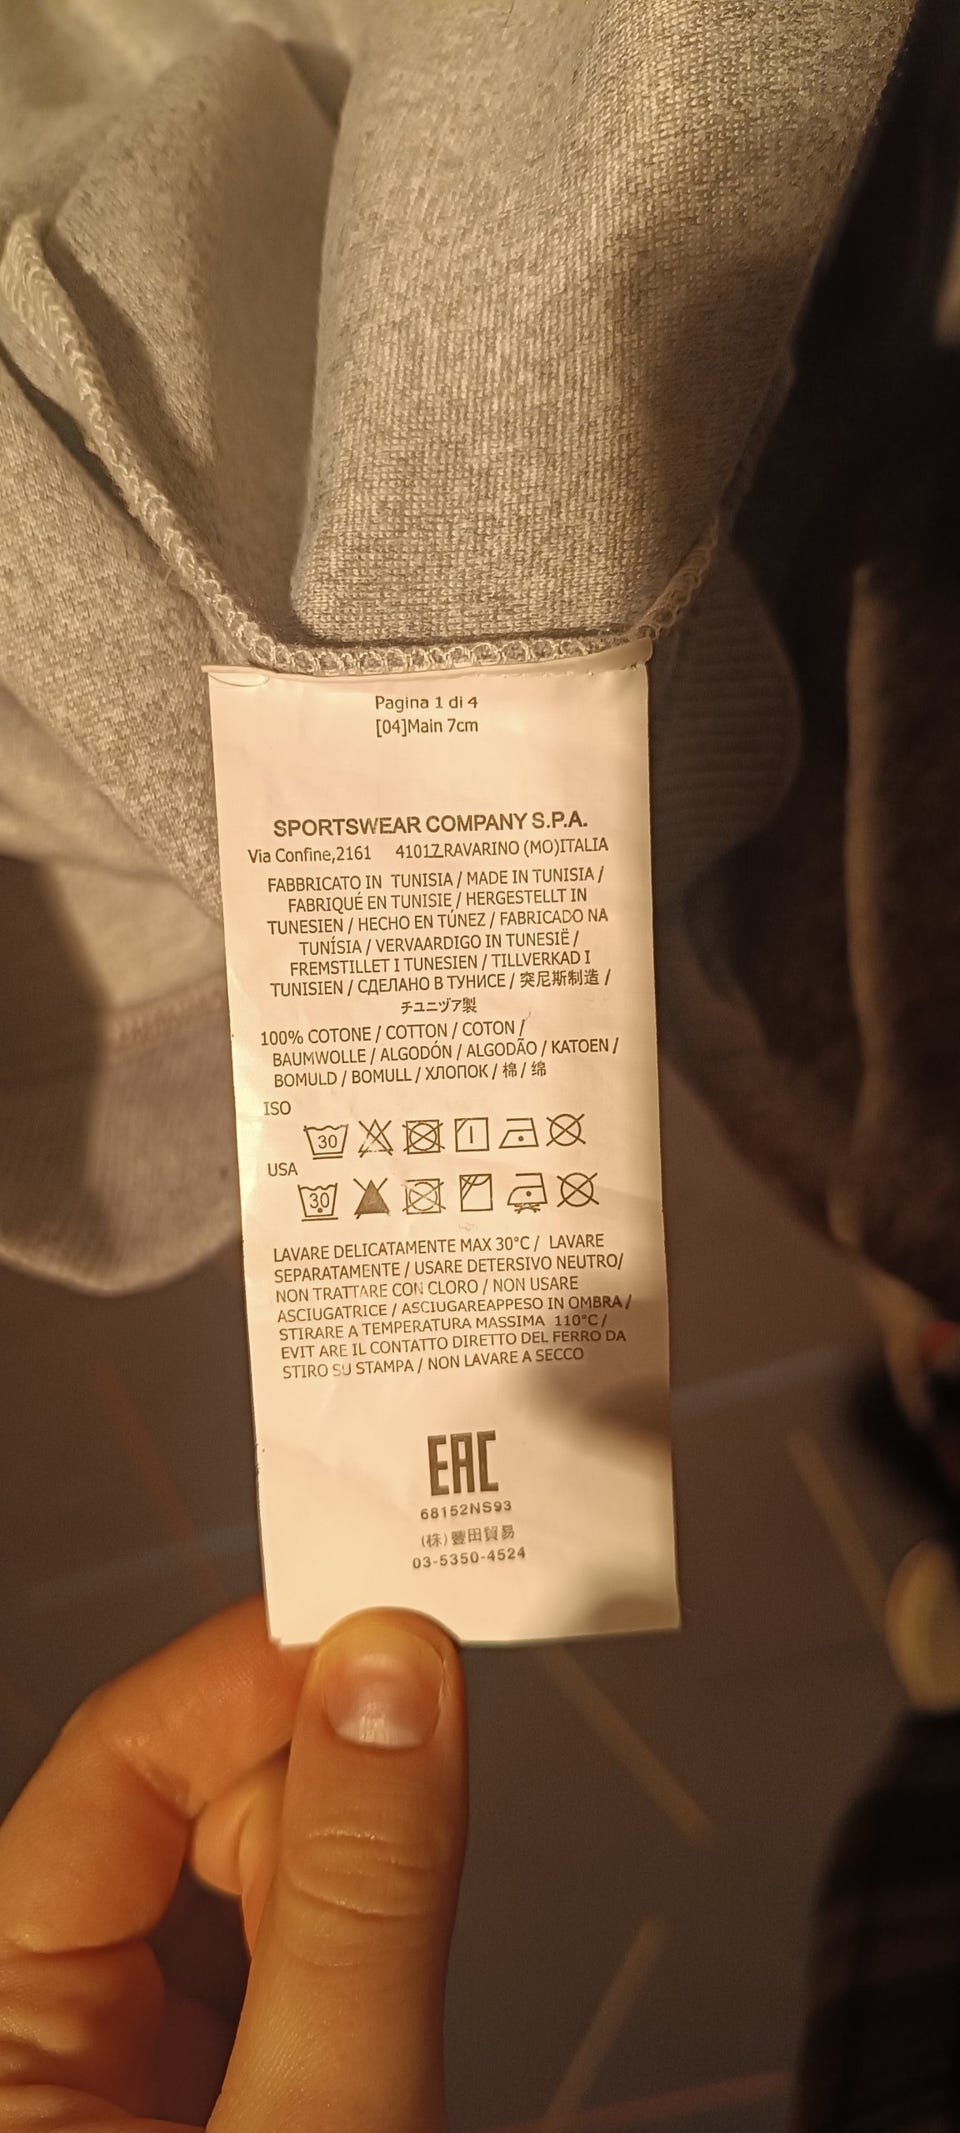 Pagina 1 di 4
[04]Main 7cm
SPORTSWEAR COMPANY S.P.A.
Via Confine,2161 41017 RAVARINO (MO)ITALIA
FABBRICATO IN TUNISIA / MADE IN TUNISIA /
FABRIQUÉ EN TUNISIE / HERGESTELLT IN
TUNESIEN / HECHO EN TÚNEZ / FABRICADO NA
TUNÍSIA / VERVAARDIGD IN TUNESIË /
FREMSTILLET I TUNESIEN / TILLVERKAD I
TUNISIEN / СДЕЛАНО В ТУНИСЕ / 突尼斯制造 /
チュニヅア製
100% COTONE / COTTON / COTON /
BAUMWOLLE / ALGODÓN / ALGODÃO / KATOEN /
BOMULD / BOMULL / ХЛОПОК / 棉 / 绵
ISO
30
USA
30
LAVARE DELICATAMENTE MAX 30°C / LAVARE
SEPARATAMENTE / USARE DETERSIVO NEUTRO/
NON TRATTARE CON CLORO / NON USARE
ASCIUGATRICE / ASCIUGAREAPPESO IN OMBRA /
STIRARE A TEMPERATURA MASSIMA 110°C /
EVIT ARE IL CONTATTO DIRETTO DEL FERRO DA
STIRO SU STAMPA / NON LAVARE A SECCO
EAC
68152NS93
(株)豐田貿易
03-5350-4524